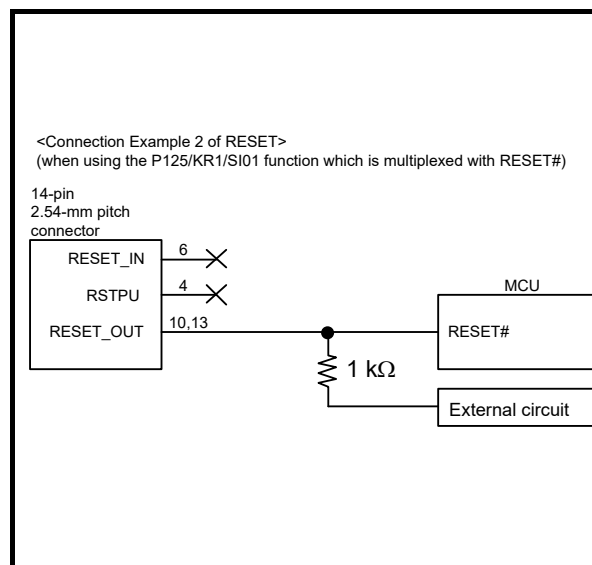 <Connection Example 2 of RESET>
(when using the P125/KR1/SI01 function which is multiplexed with RESET#)
14-pin
2.54-mm pitch
connector
RESET_IN
6
RSTPU
4
RESET_OUT
10,13
MCU
RESET#
1 kΩ
External circuit